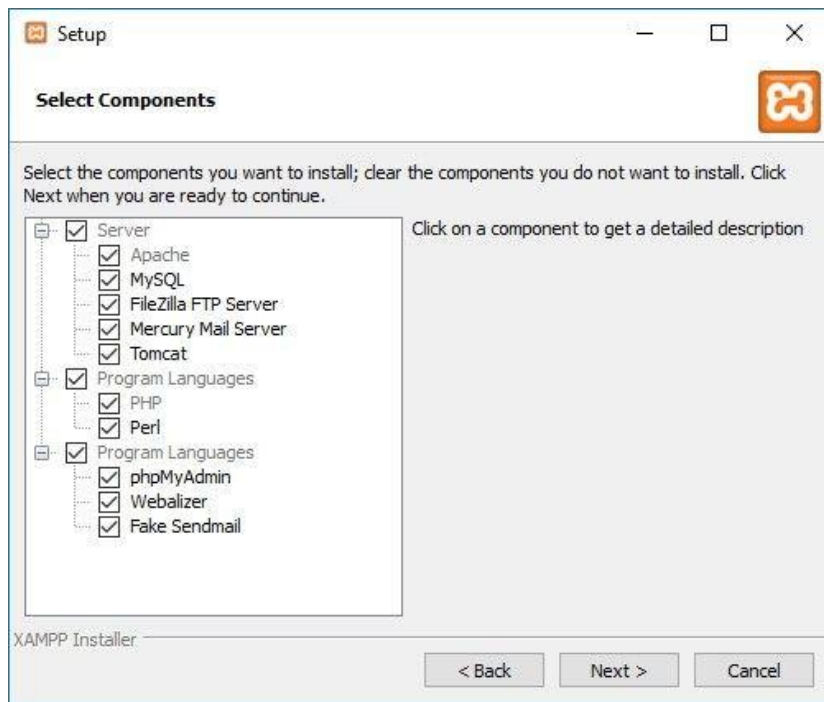 Setup
Select Components
Select the components you want to install; clear the components you do not want to install. Click
Next when you are ready to continue.
Server
Apache
MySQL
FileZilla FTP Server
Mercury Mail Server
Tomcat
Program Languages
PHP
Perl
Program Languages
phpMyAdmin
Webalizer
Fake Sendmail
Click on a component to get a detailed description
XAMPP Installer
< Back
Next >
Cancel